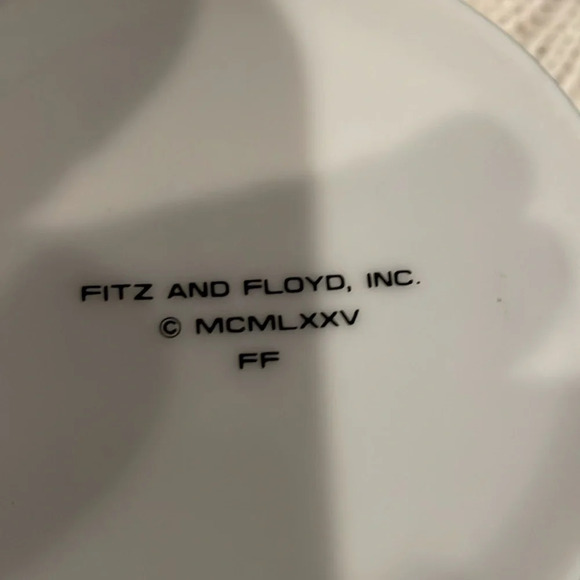 FITZ AND FLOYD, INC.
© MCMLXXV
FF